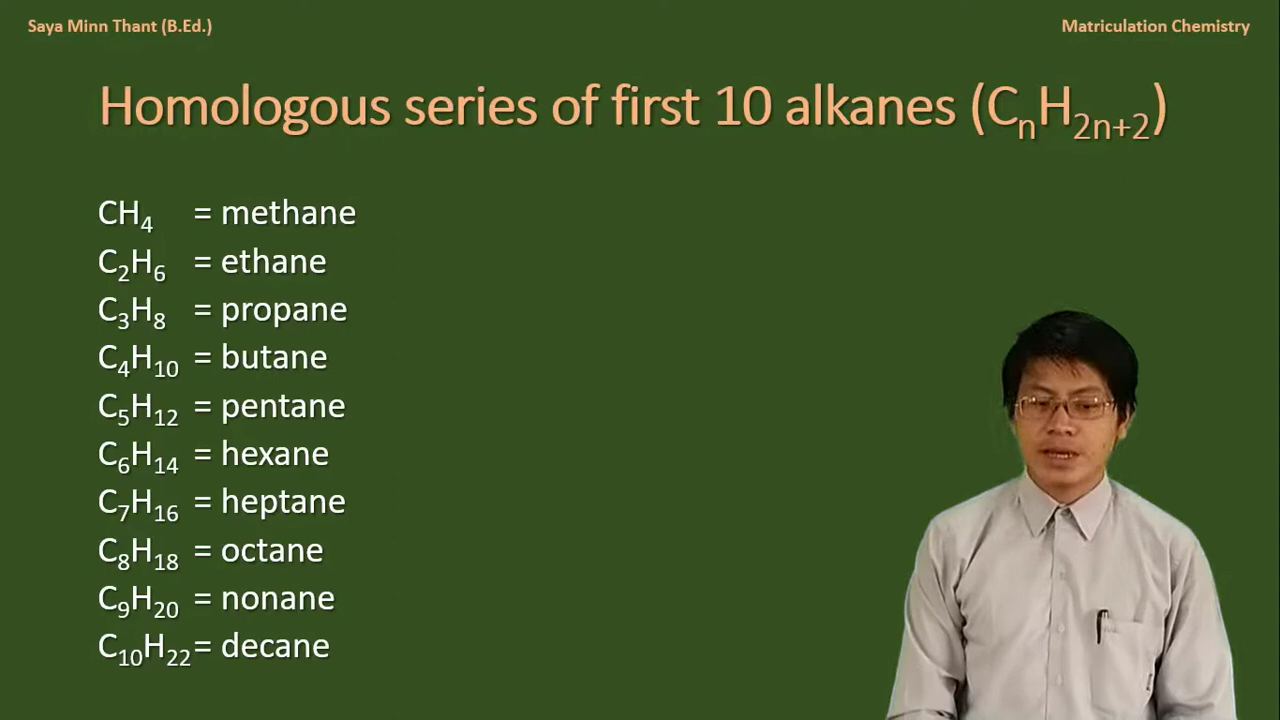 Saya Minn Thant (B.Ed.)
Matriculation Chemistry
Homologous series of first 10 alkanes (CₙH₂ₙ₊₂)
CH₄ = methane
C₂H₆ = ethane
C₃H₈ = propane
C₄H₁₀ = butane
C₅H₁₂ = pentane
C₆H₁₄ = hexane
C₇H₁₆ = heptane
C₈H₁₈ = octane
C₉H₂₀ = nonane
C₁₀H₂₂ = decane